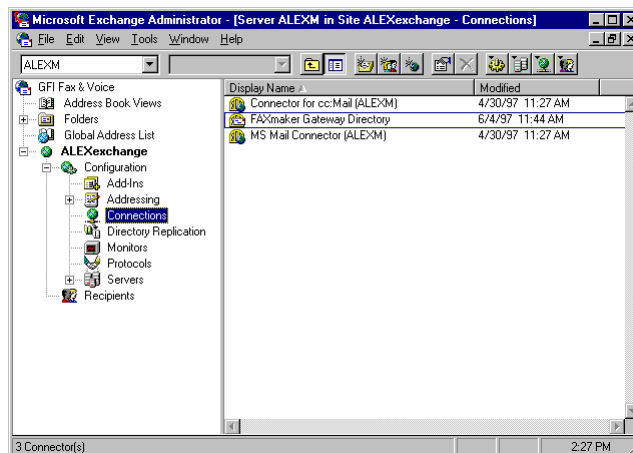 Microsoft Exchange Administrator - [Server ALEXM in Site ALEXexchange - Connections]
File Edit View Tools Window Help
ALEXM
GFI Fax & Voice
Address Book Views
Folders
Global Address List
ALEXexchange
Configuration
Add-Ins
Addressing
Connections
Directory Replication
Monitors
Protocols
Servers
Recipients
Display Name Modified
Connector for cc:Mail (ALEXM) 4/30/97 11:27 AM
FAXmaker Gateway Directory 6/4/97 11:44 AM
MS Mail Connector (ALEXM) 4/30/97 11:27 AM
3 Connector(s) 2:27 PM